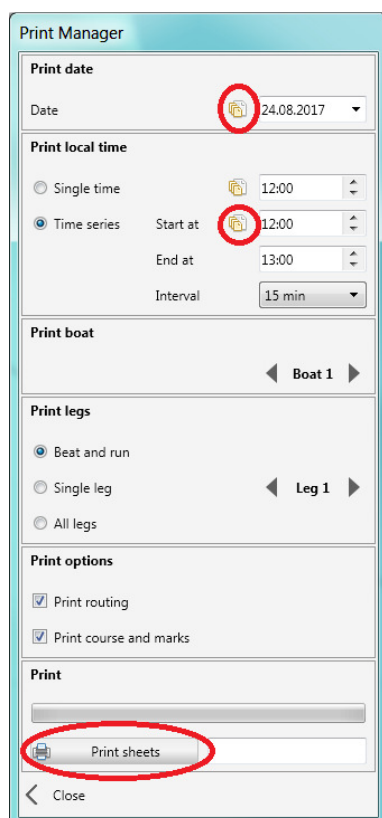 Print Manager
Print date
Date 24.08.2017
Print local time
Single time 12:00
Time series Start at 12:00
End at 13:00
Interval 15 min
Print boat
Boat 1
Print legs
Beat and run
Single leg Leg 1
All legs
Print options
Print routing
Print course and marks
Print
Print sheets
Close